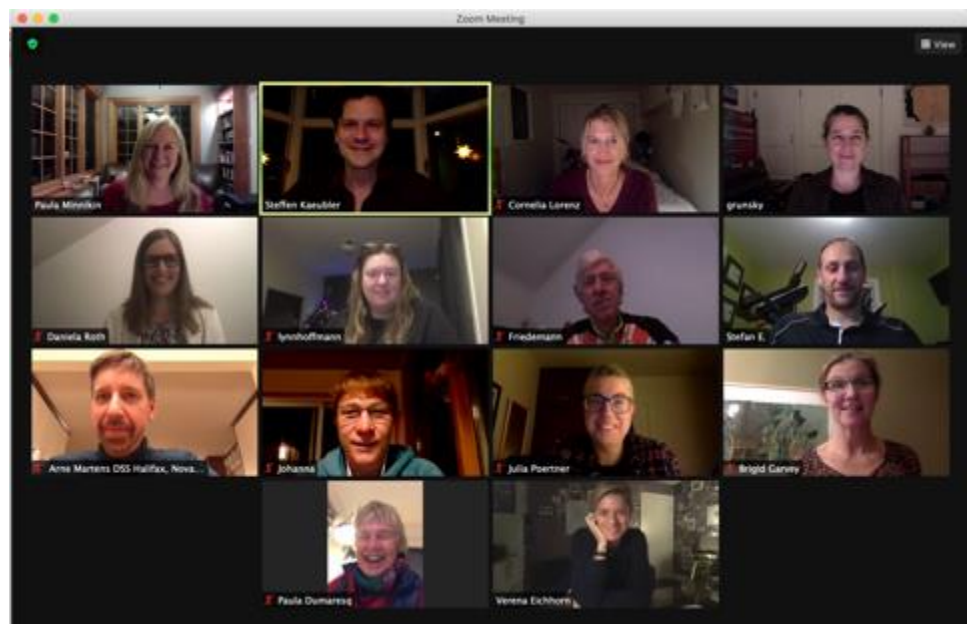 Zoom Meeting
View
Paula Minnikin
Steffen Kaeubler
Cornelia Lorenz
grunsky
Daniela Roth
lynnhoffmann
Friedemann
Stefan E.
Arne Martens DSS Halifax, Nova...
Johanna
Julia Poertner
Brigid Garvey
Paula Dumaresq
Verena Eichhorn